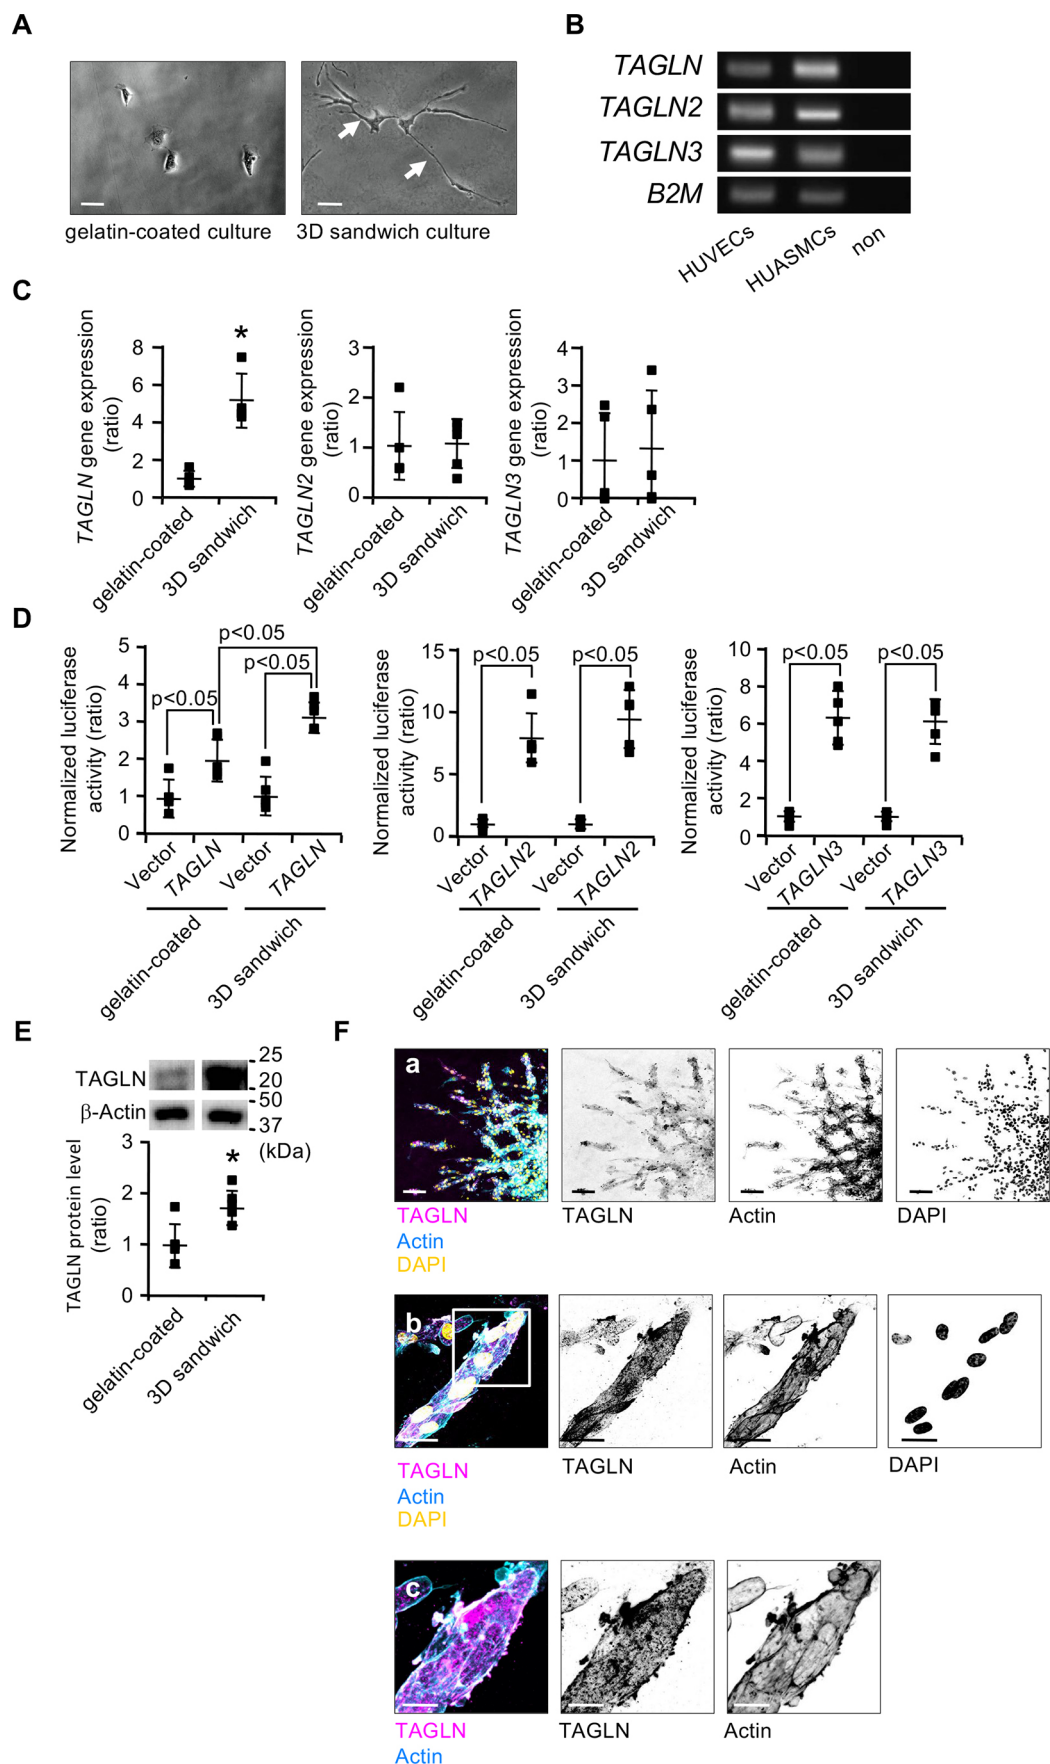 A
gelatin-coated culture
3D sandwich culture
B
TAGLN
TAGLN2
TAGLN3
B2M
HUVECs
HUASMCs
non
C
TAGLN gene expression
(ratio)
8
6
4
2
0
*
gelatin-coated
3D sandwich
TAGLN2 gene expression
(ratio)
3
2
1
0
gelatin-coated
3D sandwich
TAGLN3 gene expression
(ratio)
4
3
2
1
0
gelatin-coated
3D sandwich
D
Normalized luciferase
activity (ratio)
5
4
3
2
1
0
p<0.05
p<0.05
p<0.05
Vector
TAGLN
Vector
TAGLN
gelatin-coated
3D sandwich
Normalized luciferase
activity (ratio)
15
10
5
0
p<0.05
p<0.05
Vector
TAGLN2
Vector
TAGLN2
gelatin-coated
3D sandwich
Normalized luciferase
activity (ratio)
10
8
6
4
2
0
p<0.05
p<0.05
Vector
TAGLN3
Vector
TAGLN3
gelatin-coated
3D sandwich
E
TAGLN
β-Actin
25
20
50
37
(kDa)
TAGLN protein level
(ratio)
3
2
1
0
*
gelatin-coated
3D sandwich
F
a
TAGLN
Actin
DAPI
TAGLN
Actin
DAPI
b
TAGLN
Actin
DAPI
TAGLN
Actin
DAPI
c
TAGLN
Actin
TAGLN
Actin